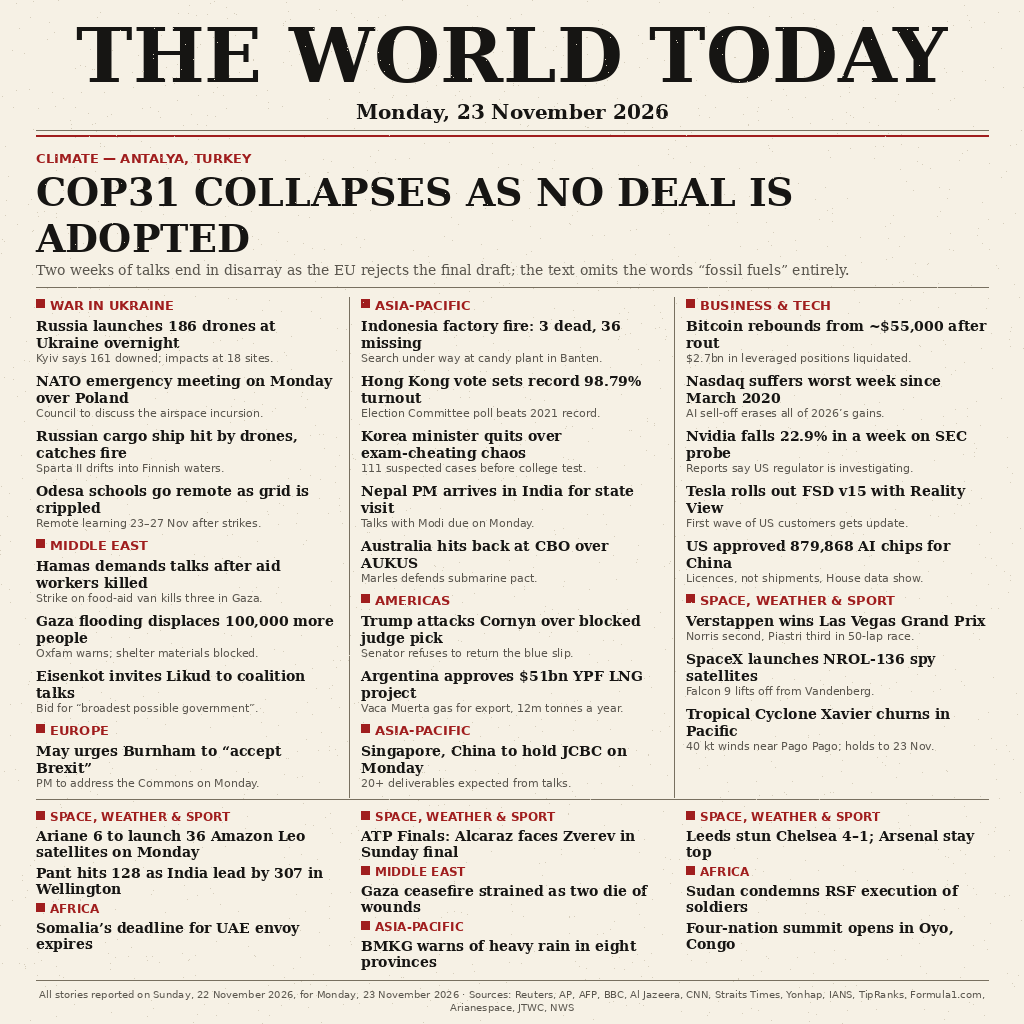 THE WORLD TODAY
Monday, 23 November 2026
CLIMATE — ANTALYA, TURKEY
COP31 COLLAPSES AS NO DEAL IS
ADOPTED
Two weeks of talks end in disarray as the EU rejects the final draft; the text omits the words “fossil fuels” entirely.
WAR IN UKRAINE
Russia launches 186 drones at
Ukraine overnight
Kyiv says 161 downed; impacts at 18 sites.
NATO emergency meeting on Monday
over Poland
Council to discuss the airspace incursion.
Russian cargo ship hit by drones,
catches fire
Sparta II drifts into Finnish waters.
Odesa schools go remote as grid is
crippled
Remote learning 23–27 Nov after strikes.
MIDDLE EAST
Hamas demands talks after aid
workers killed
Strike on food-aid van kills three in Gaza.
Gaza flooding displaces 100,000 more
people
Oxfam warns; shelter materials blocked.
Eisenkot invites Likud to coalition
talks
Bid for “broadest possible government”.
EUROPE
May urges Burnham to “accept
Brexit”
PM to address the Commons on Monday.
ASIA-PACIFIC
Indonesia factory fire: 3 dead, 36
missing
Search under way at candy plant in Banten.
Hong Kong vote sets record 98.79%
turnout
Election Committee poll beats 2021 record.
Korea minister quits over
exam-cheating chaos
111 suspected cases before college test.
Nepal PM arrives in India for state
visit
Talks with Modi due on Monday.
Australia hits back at CBO over
AUKUS
Marles defends submarine pact.
AMERICAS
Trump attacks Cornyn over blocked
judge pick
Senator refuses to return the blue slip.
Argentina approves $51bn YPF LNG
project
Vaca Muerta gas for export, 12m tonnes a year.
ASIA-PACIFIC
Singapore, China to hold JCBC on
Monday
20+ deliverables expected from talks.
BUSINESS & TECH
Bitcoin rebounds from ~$55,000 after
rout
$2.7bn in leveraged positions liquidated.
Nasdaq suffers worst week since
March 2020
AI sell-off erases all of 2026’s gains.
Nvidia falls 22.9% in a week on SEC
probe
Reports say US regulator is investigating.
Tesla rolls out FSD v15 with Reality
View
First wave of US customers gets update.
US approved 879,868 AI chips for
China
Licences, not shipments, House data show.
SPACE, WEATHER & SPORT
Verstappen wins Las Vegas Grand Prix
Norris second, Piastri third in 50-lap race.
SpaceX launches NROL-136 spy
satellites
Falcon 9 lifts off from Vandenberg.
Tropical Cyclone Xavier churns in
Pacific
40 kt winds near Pago Pago; holds to 23 Nov.
SPACE, WEATHER & SPORT
Ariane 6 to launch 36 Amazon Leo
satellites on Monday
Pant hits 128 as India lead by 307 in
Wellington
AFRICA
Somalia’s deadline for UAE envoy
expires
SPACE, WEATHER & SPORT
ATP Finals: Alcaraz faces Zverev in
Sunday final
MIDDLE EAST
Gaza ceasefire strained as two die of
wounds
ASIA-PACIFIC
BMKG warns of heavy rain in eight
provinces
SPACE, WEATHER & SPORT
Leeds stun Chelsea 4–1; Arsenal stay
top
AFRICA
Sudan condemns RSF execution of
soldiers
Four-nation summit opens in Oyo,
Congo
All stories reported on Sunday, 22 November 2026, for Monday, 23 November 2026 · Sources: Reuters, AP, AFP, BBC, Al Jazeera, CNN, Straits Times, Yonhap, IANS, TipRanks, Formula1.com,
Arianespace, JTWC, NWS